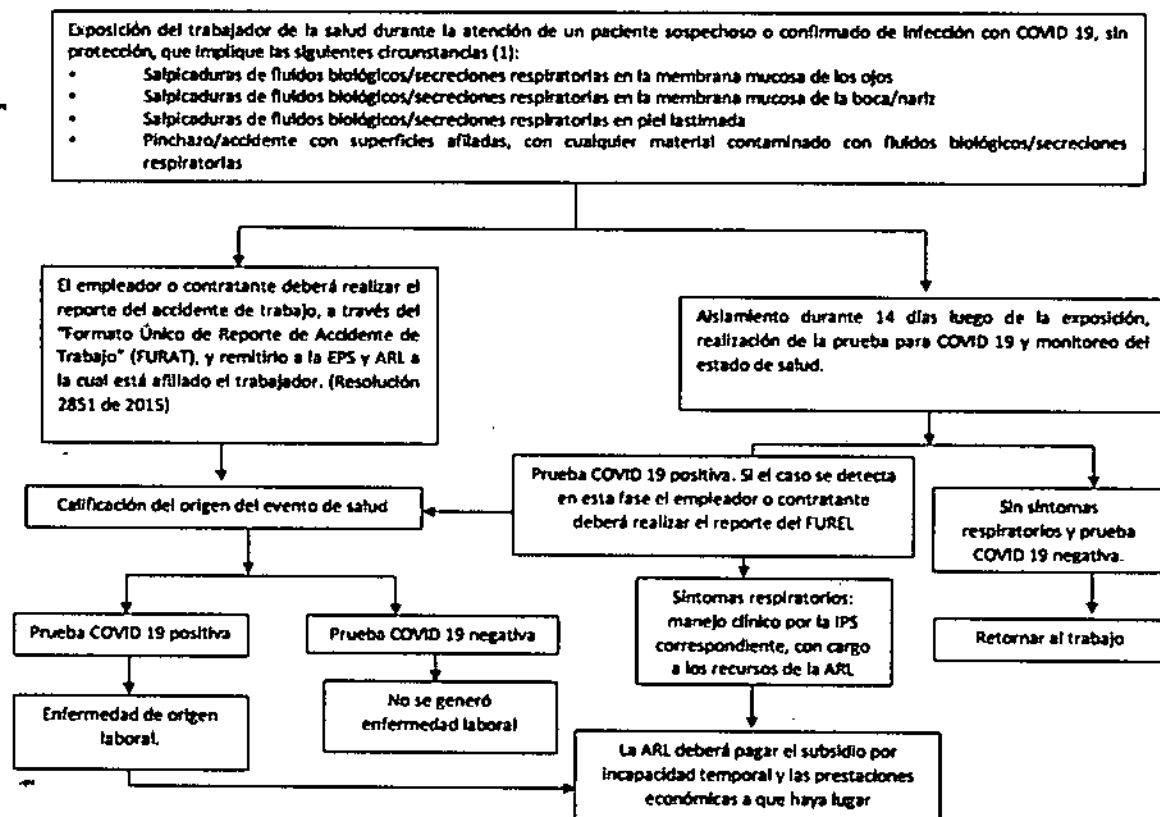 Exposición del trabajador de la salud durante la atención de un paciente sospechoso o confirmado de infección con COVID 19, sin
protección, que implique las siguientes circunstancias (1):
• Salpicaduras de fluidos biológicos/secreciones respiratorias en la membrana mucosa de los ojos
• Salpicaduras de fluidos biológicos/secreciones respiratorias en la membrana mucosa de la boca/nariz
• Salpicaduras de fluidos biológicos/secreciones respiratorias en piel lastimada
• Pinchazo/accidente con superficies afiladas, con cualquier material contaminado con fluidos biológicos/secreciones
respiratorias
El empleador o contratante deberá realizar el
reporte del accidente de trabajo, a través del
"Formato Único de Reporte de Accidente de
Trabajo" (FURAT), y remitirlo a la EPS y ARL a
la cual está afiliado el trabajador. (Resolución
2851 de 2015)
Aislamiento durante 14 días luego de la exposición,
realización de la prueba para COVID 19 y monitoreo del
estado de salud.
Prueba COVID 19 positiva. Si el caso se detecta
en esta fase el empleador o contratante
deberá realizar el reporte del FUREL
Sin síntomas
respiratorios y prueba
COVID 19 negativa.
Calificación del origen del evento de salud
Prueba COVID 19 positiva
Prueba COVID 19 negativa
Síntomas respiratorios:
manejo clínico por la IPS
correspondiente, con cargo
a los recursos de la ARL
Retornar al trabajo
Enfermedad de origen
laboral.
No se generó
enfermedad laboral
La ARL deberá pagar el subsidio por
incapacidad temporal y las prestaciones
económicas a que haya lugar